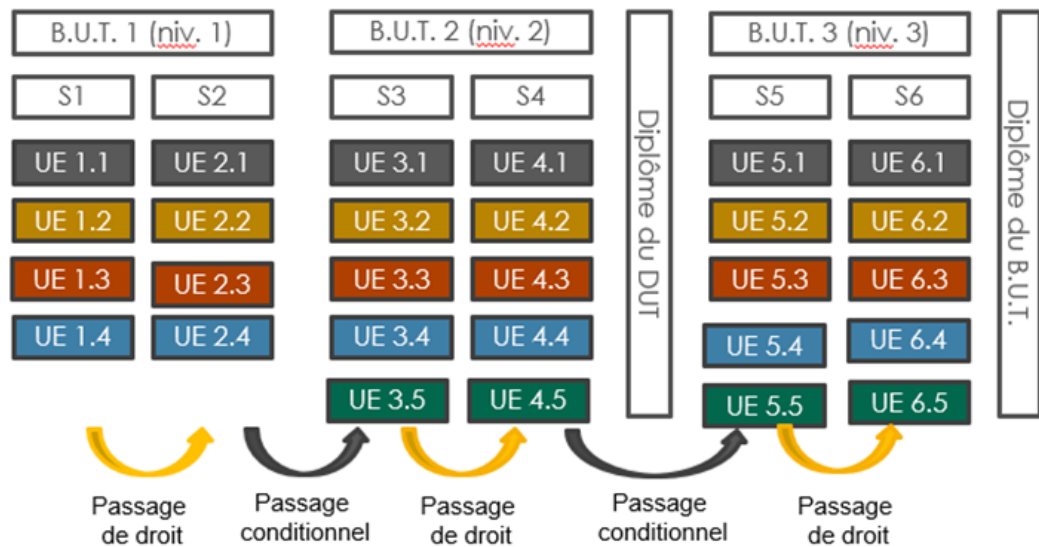 B.U.T. 1 (niv. 1)
B.U.T. 2 (niv. 2)
B.U.T. 3 (niv. 3)
S1
S2
S3
S4
S5
S6
UE 1.1
UE 2.1
UE 3.1
UE 4.1
UE 5.1
UE 6.1
UE 1.2
UE 2.2
UE 3.2
UE 4.2
UE 5.2
UE 6.2
UE 1.3
UE 2.3
UE 3.3
UE 4.3
UE 5.3
UE 6.3
UE 1.4
UE 2.4
UE 3.4
UE 4.4
UE 5.4
UE 6.4
UE 3.5
UE 4.5
UE 5.5
UE 6.5
Diplôme du DUT
Diplôme du B.U.T.
Passage
de droit
Passage
conditionnel
Passage
de droit
Passage
conditionnel
Passage
de droit